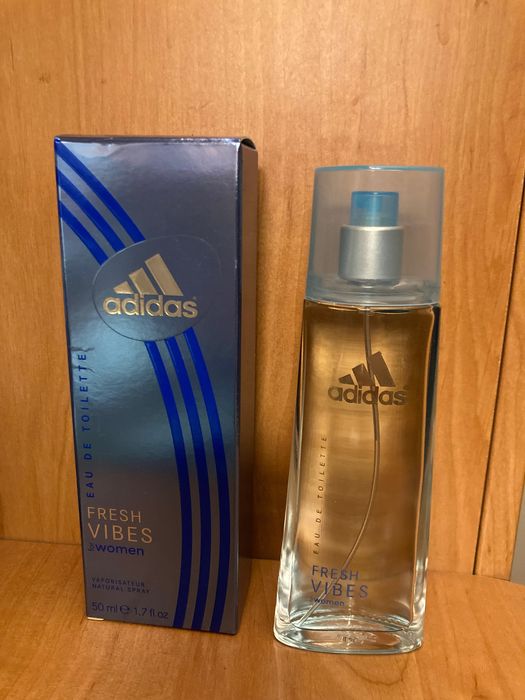 adidas
EAU DE TOILETTE
FRESH
VIBES
for women
VAPORISATEUR
NATURAL SPRAY
50 ml e 1.7 fl.oz
adidas
EAU DE TOILETTE
FRESH
VIBES
for women